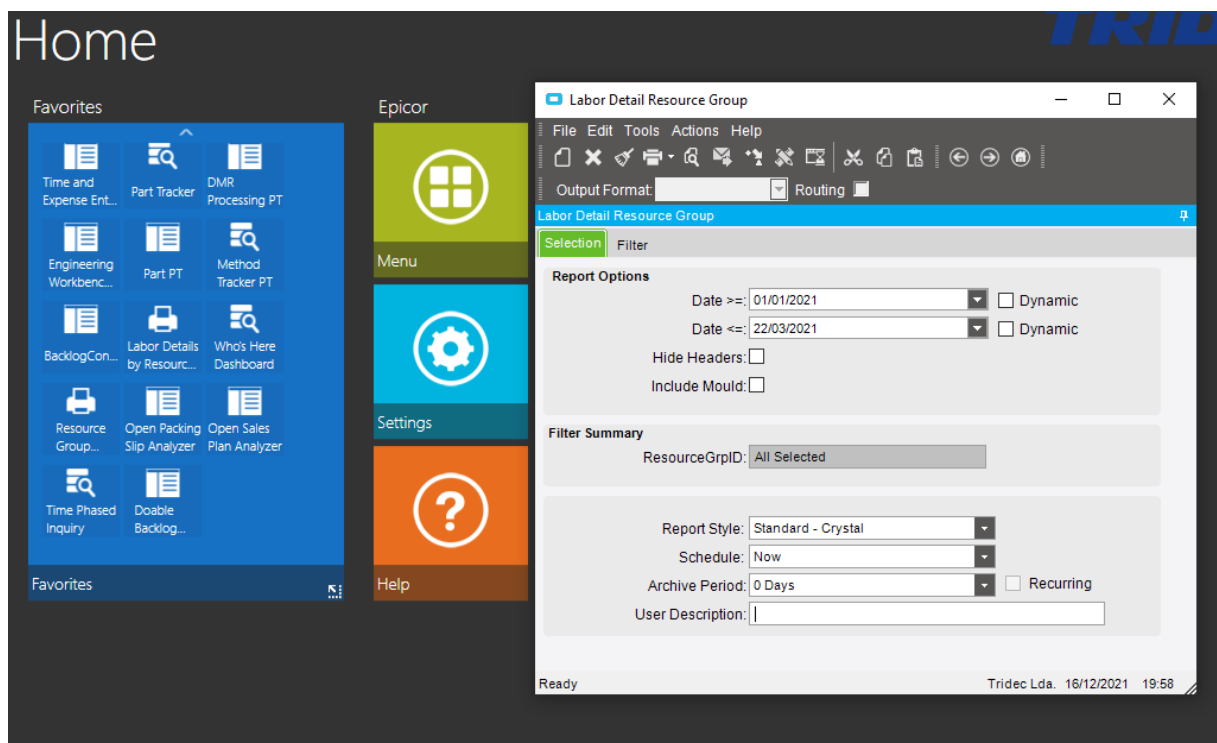 Home
TRID
Favorites
Epicor
Time and
Expense Ent...
Part Tracker
DMR
Processing PT
Engineering
Workbenc...
Part PT
Method
Tracker PT
BacklogCon...
Labor Details
by Resourc...
Who's Here
Dashboard
Resource
Group...
Open Packing
Slip Analyzer
Open Sales
Plan Analyzer
Time Phased
Inquiry
Doable
Backlog...
Favorites
Menu
Settings
?
Help
Labor Detail Resource Group
File Edit Tools Actions Help
Output Format: Routing
Labor Detail Resource Group
Selection Filter
Report Options
Date >=: 01/01/2021 Dynamic
Date <=: 22/03/2021 Dynamic
Hide Headers:
Include Mould:
Filter Summary
ResourceGrpID: All Selected
Report Style: Standard - Crystal
Schedule: Now
Archive Period: 0 Days Recurring
User Description:
Ready Tridec Lda. 16/12/2021 19:58